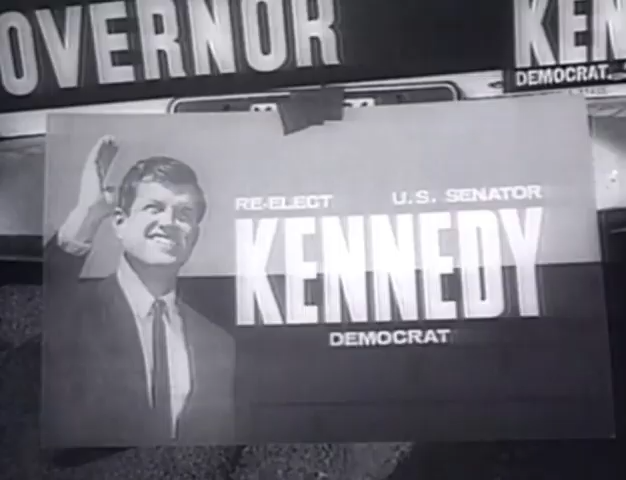 OVERNOR
KEN
DEMOCRAT.
RE-ELECT U.S. SENATOR
KENNEDY
DEMOCRAT